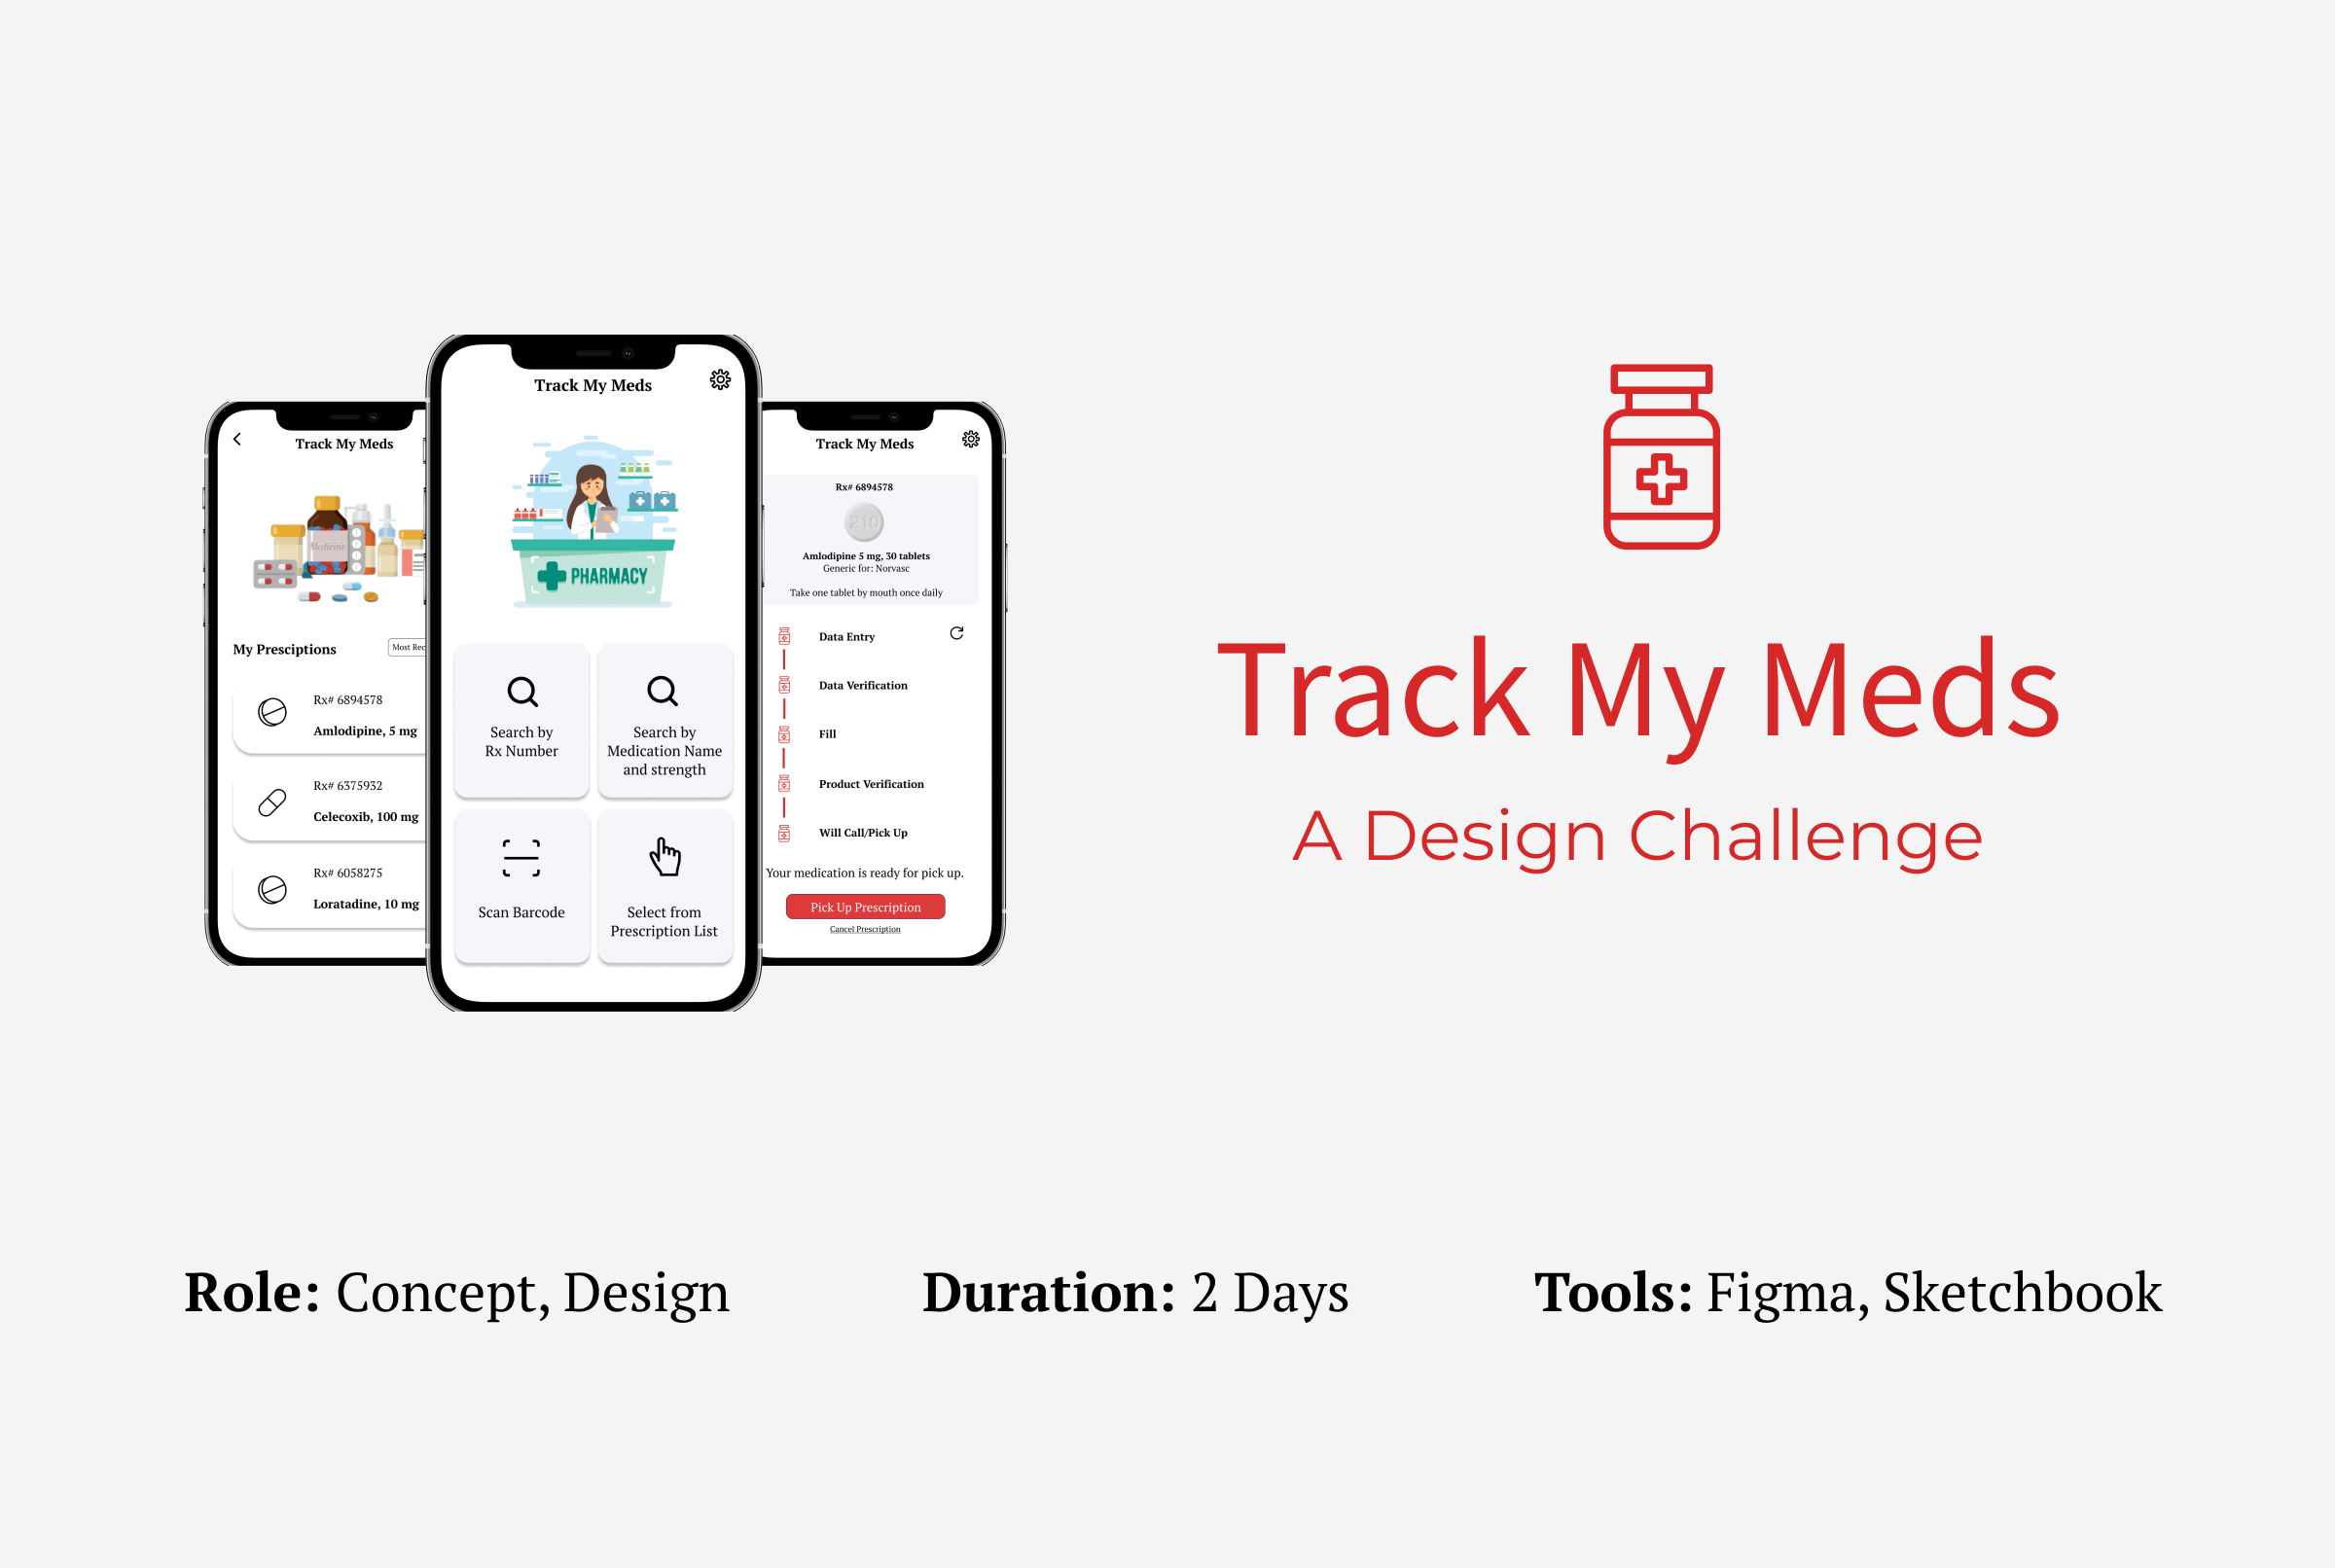 Track My Meds
Medicine
My Presciptions
Most Rec
Rx# 6894578
Amlodipine, 5 mg
Rx# 6375932
Celecoxib, 100 mg
Rx# 6058275
Loratadine, 10 mg
Track My Meds
PHARMACY
Search by
Rx Number
Search by
Medication Name
and strength
Scan Barcode
Select from
Prescription List
Track My Meds
Rx# 6894578
210
Amlodipine 5 mg, 30 tablets
Generic for: Norvasc
Take one tablet by mouth once daily
Data Entry
Data Verification
Fill
Product Verification
Will Call/Pick Up
Your medication is ready for pick up.
Pick Up Prescription
Cancel Prescription
Track My Meds
A Design Challenge
Role: Concept, Design
Duration: 2 Days
Tools: Figma, Sketchbook